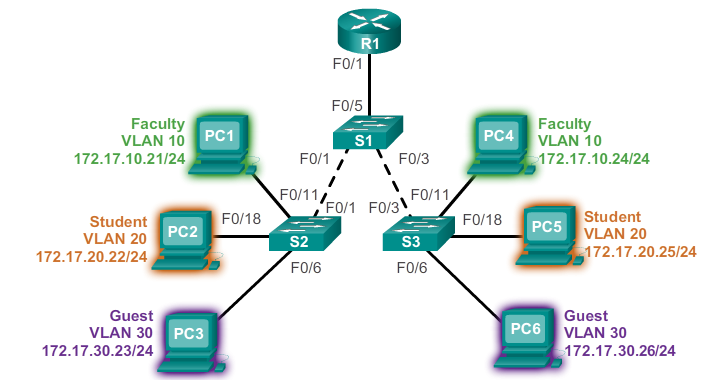 R1
F0/1
F0/5
S1
F0/1
F0/3
Faculty
VLAN 10
172.17.10.21/24
PC1
PC4
Faculty
VLAN 10
172.17.10.24/24
F0/11
F0/1
F0/3
F0/11
Student
VLAN 20
172.17.20.22/24
PC2
F0/18
S2
F0/6
S3
F0/6
F0/18
PC5
Student
VLAN 20
172.17.20.25/24
Guest
VLAN 30
172.17.30.23/24
PC3
PC6
Guest
VLAN 30
172.17.30.26/24